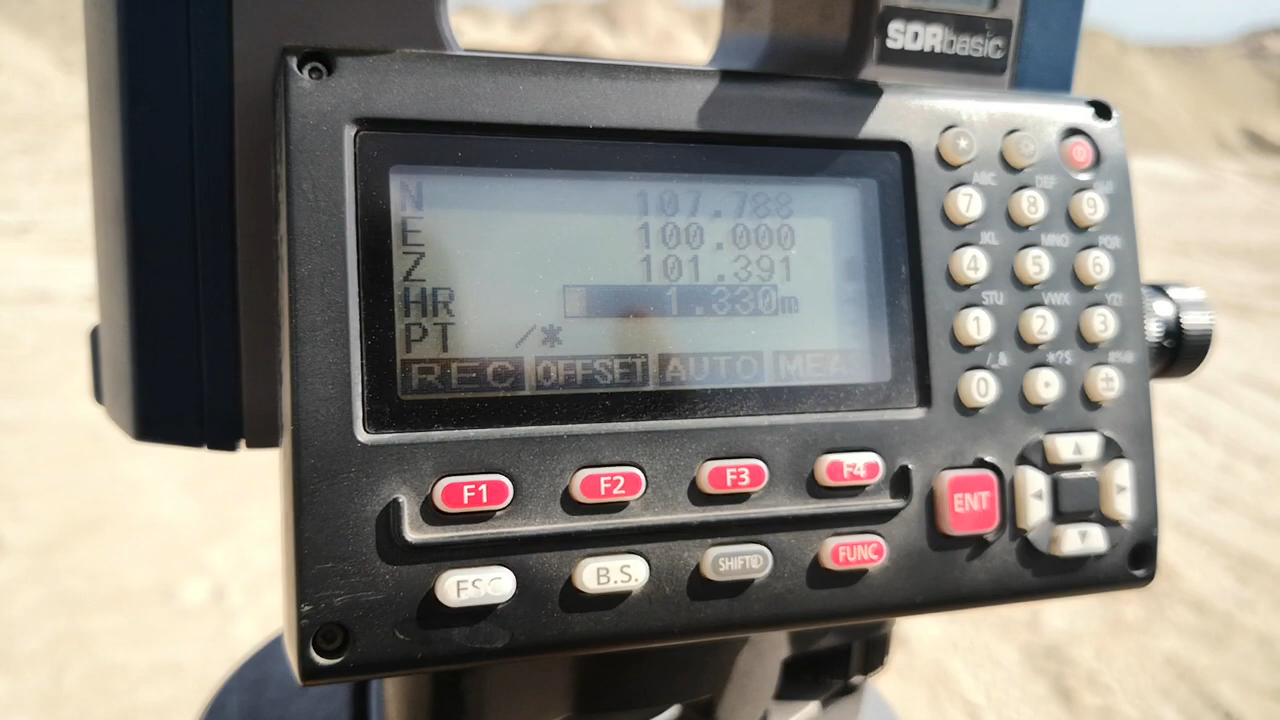 SDRbasic
N 107.788
E 100.000
Z 101.391
HR 1.330m
PT /*
REC OFFSET AUTO MEA
ABC DEF
7 8 9
JKL MNO PQR
4 5 6
STU VWX YZ!
1 2 3
/_& *?$ #%@
0 . ±
F1 F2 F3 F4
ENT
ESC B.S. SHIFT FUNC